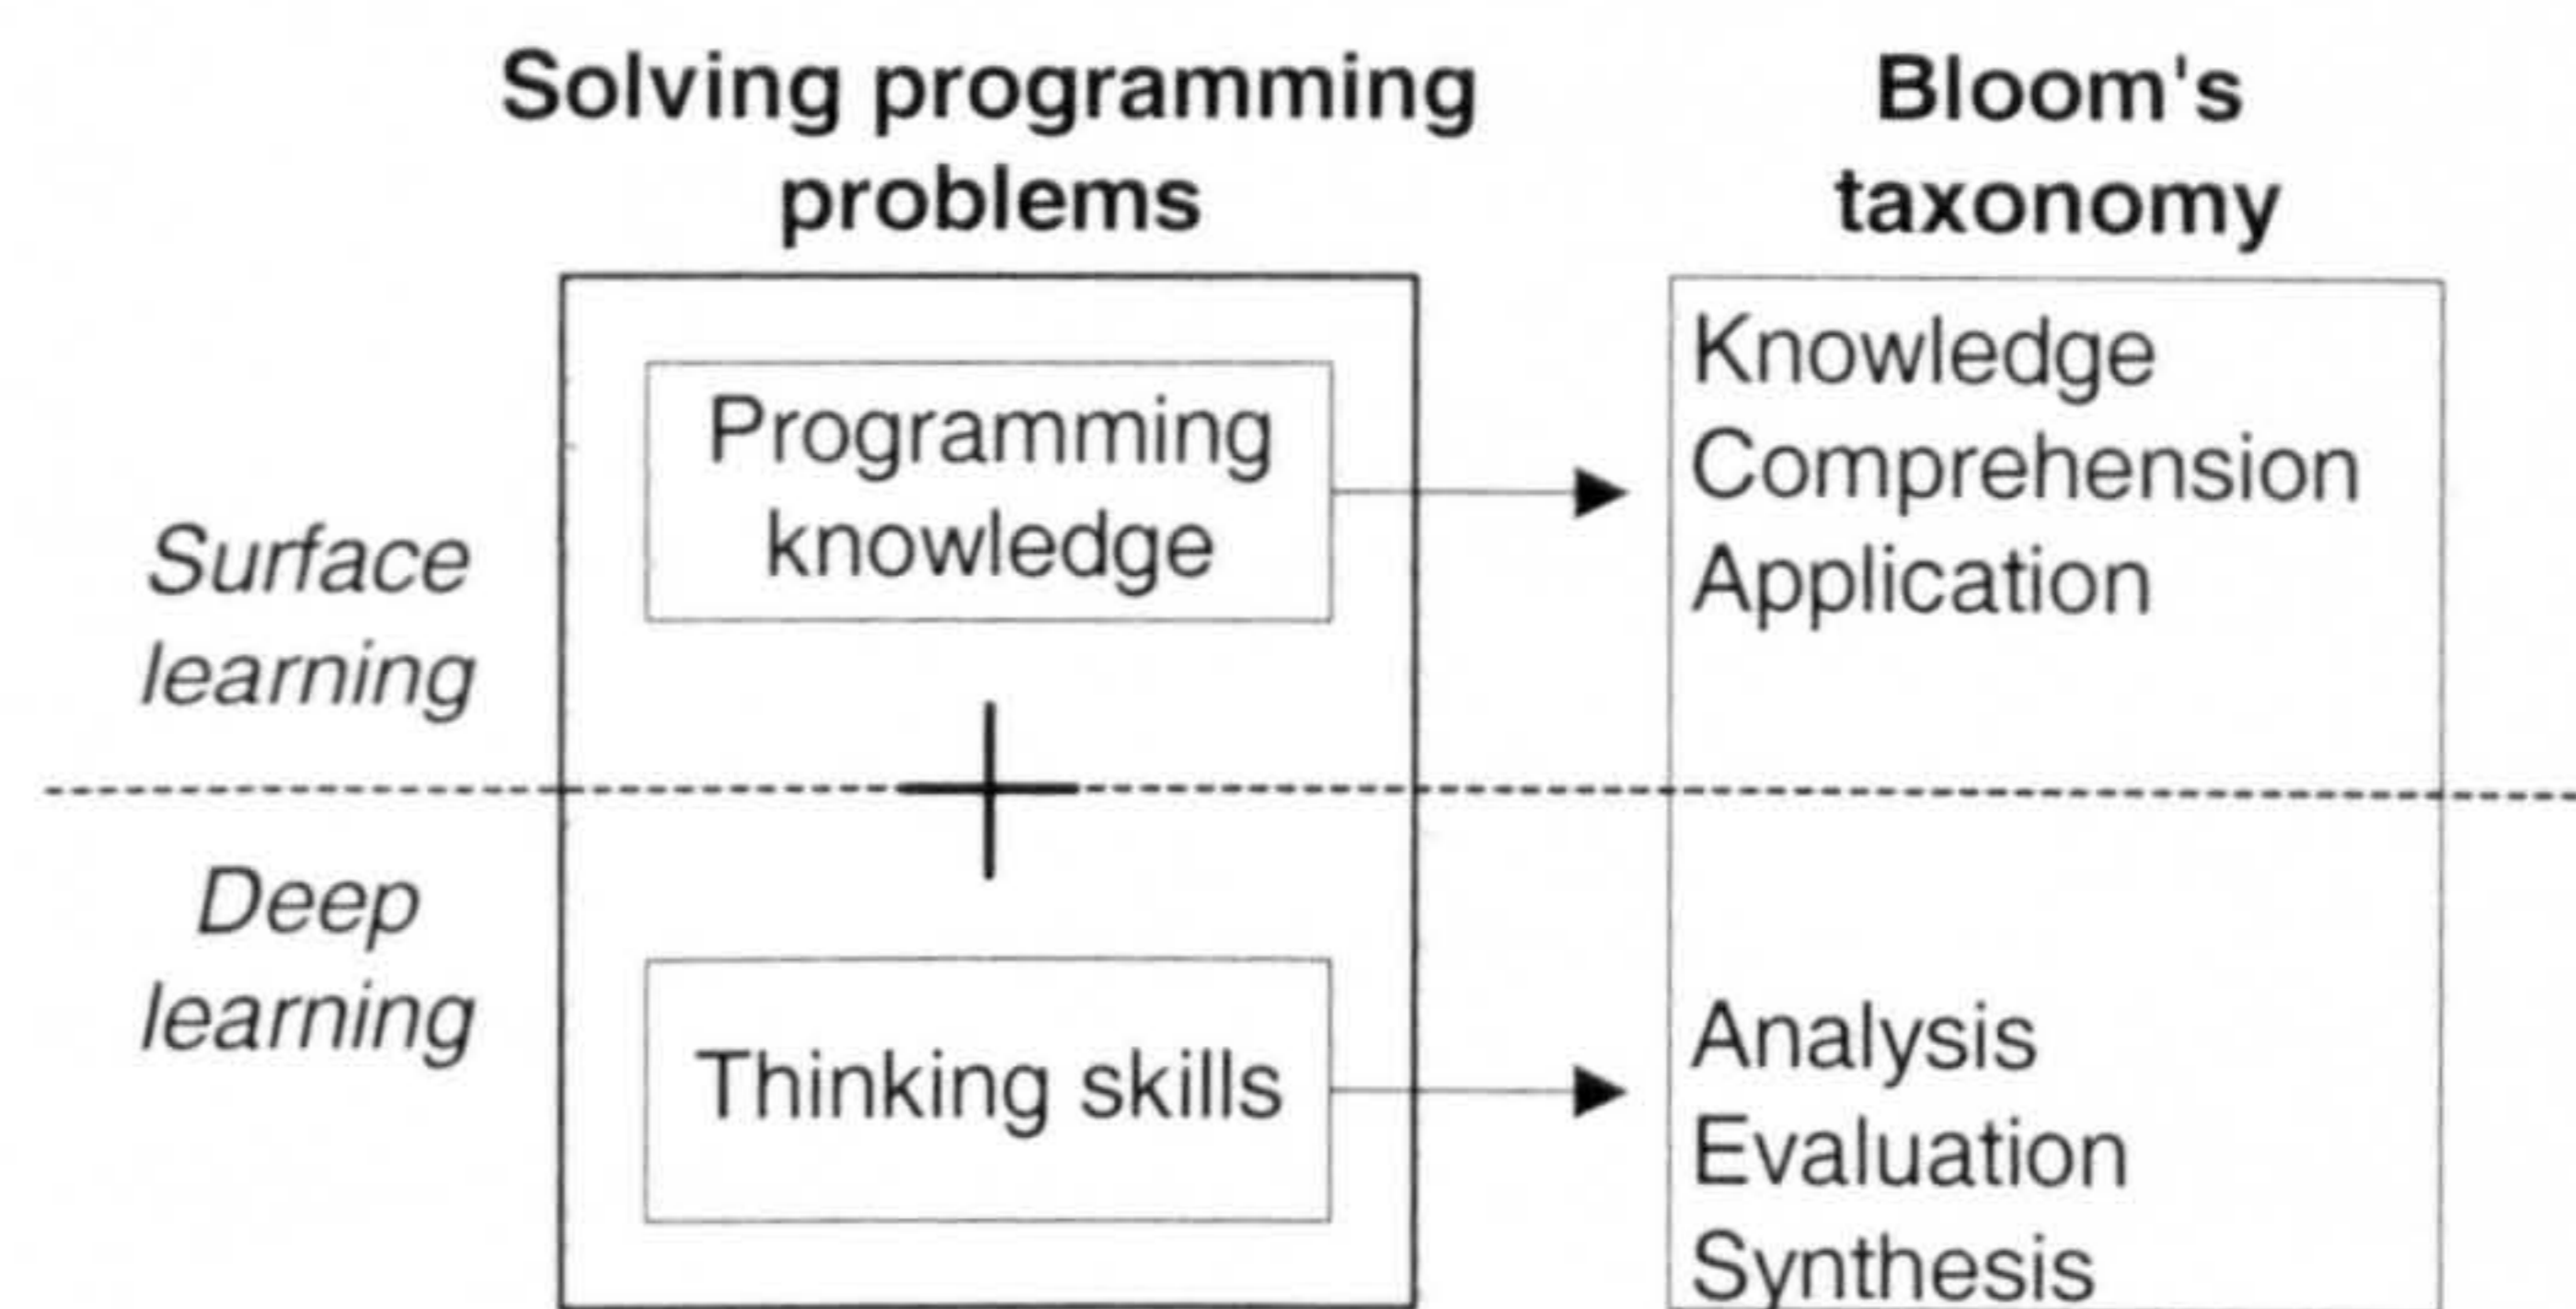 Solving programming
problems
Bloom's
taxonomy
Surface
learning
Programming
knowledge
Knowledge
Comprehension
Application
Deep
learning
Thinking skills
Analysis
Evaluation
Synthesis